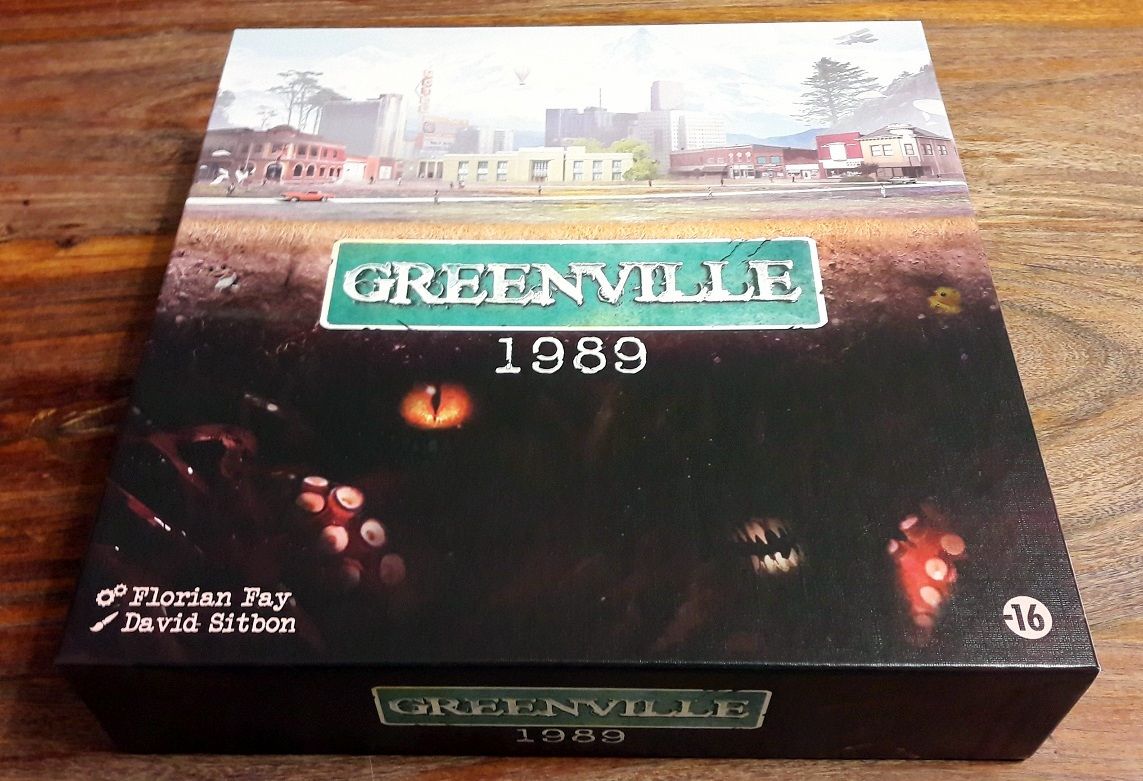 GREENVILLE
1989
Florian Fay
David Sitbon
-16
GREENVILLE
1989